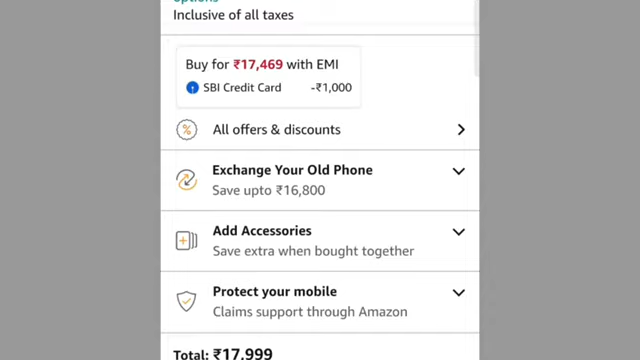 options
Inclusive of all taxes
Buy for ₹17,469 with EMI
SBI Credit Card -₹1,000
All offers & discounts
Exchange Your Old Phone
Save upto ₹16,800
Add Accessories
Save extra when bought together
Protect your mobile
Claims support through Amazon
Total: ₹17,999